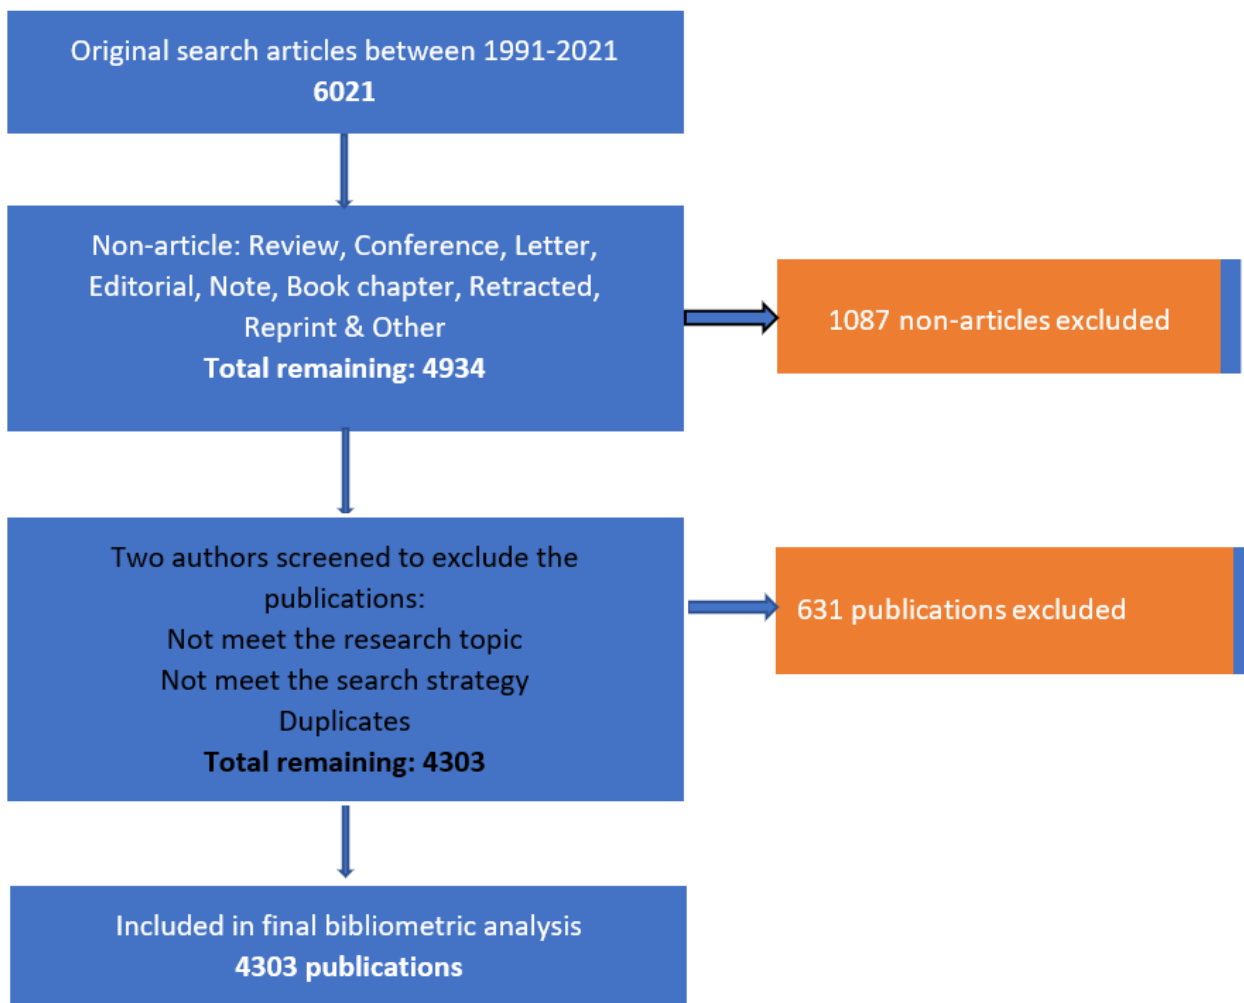 Original search articles between 1991-2021
6021
Non-article: Review, Conference, Letter,
Editorial, Note, Book chapter, Retracted,
Reprint & Other
Total remaining: 4934
1087 non-articles excluded
Two authors screened to exclude the
publications:
Not meet the research topic
Not meet the search strategy
Duplicates
Total remaining: 4303
631 publications excluded
Included in final bibliometric analysis
4303 publications